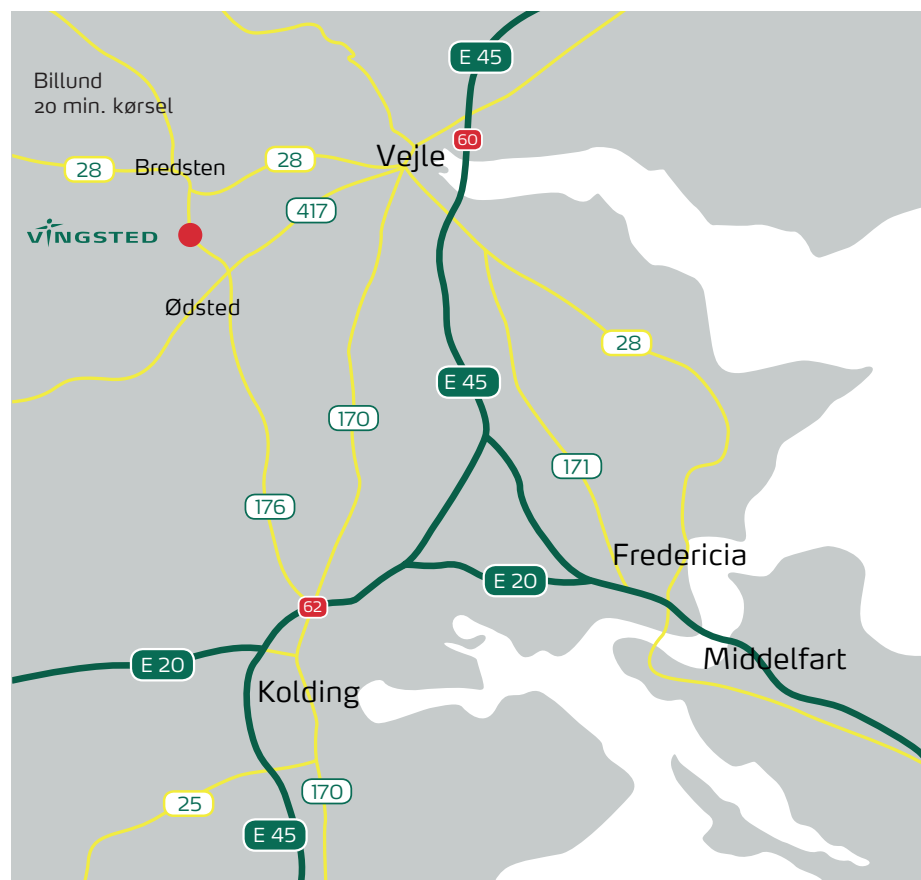 E 45
Billund
20 min. kørsel
60
Vejle
28
Bredsten
28
417
VINGSTED
Ødsted
28
E 45
170
171
176
Fredericia
E 20
62
E 20
Middelfart
Kolding
170
25
E 45